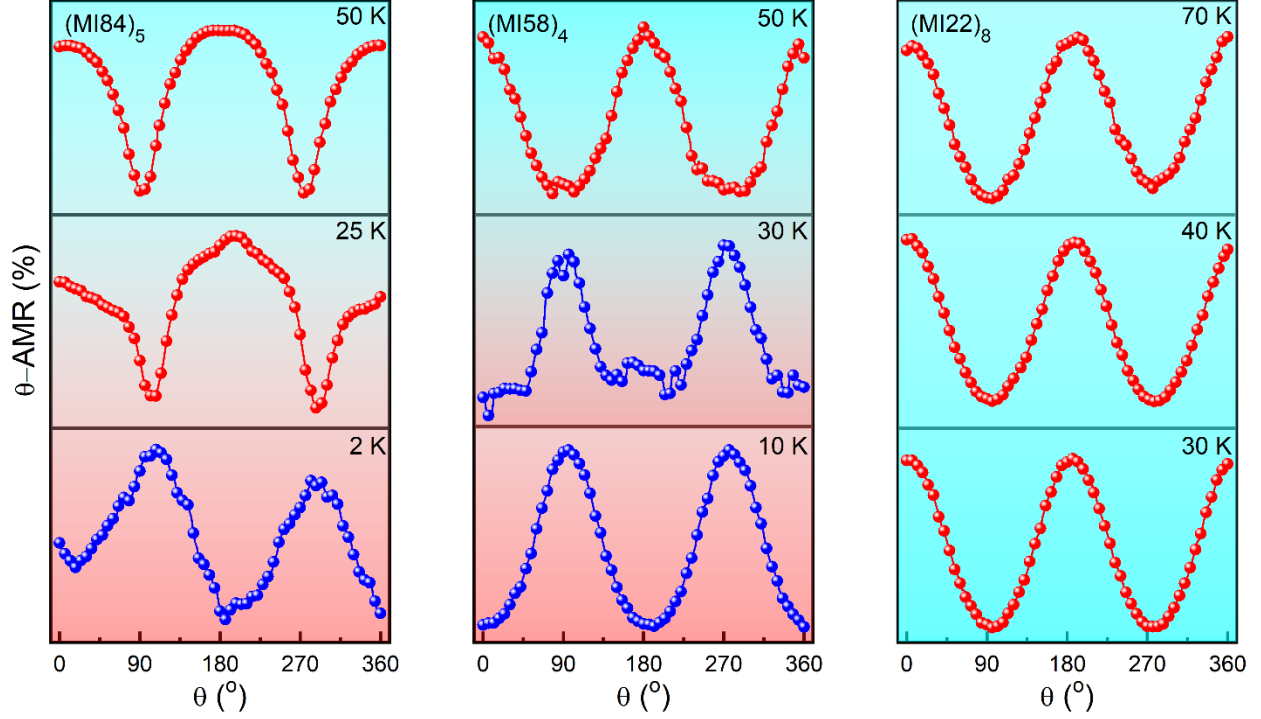 (MI84)₅ 50 K
25 K
2 K
(MI58)₄ 50 K
30 K
10 K
(MI22)₈ 70 K
40 K
30 K
θ–AMR (%)
0 90 180 270 360
θ (°)
0 90 180 270 360
θ (°)
0 90 180 270 360
θ (°)